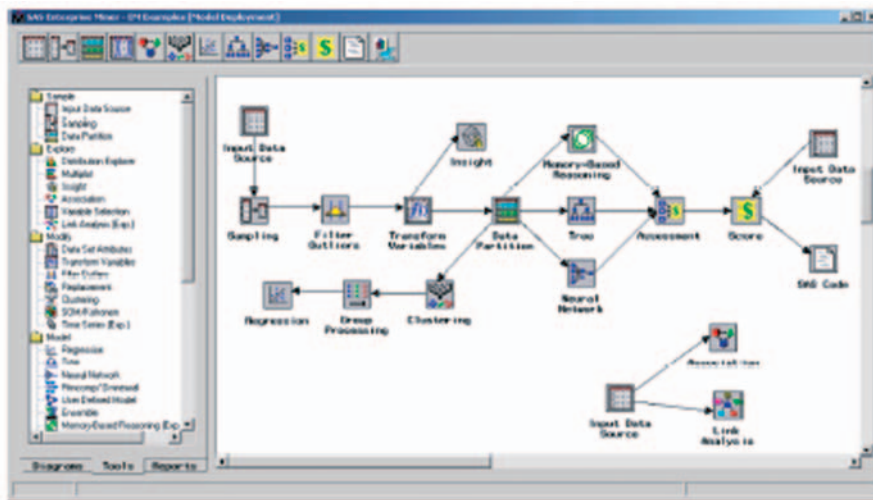 SAS Enterprise Miner - EM Examples [Model Deployment]
Sample
Input Data Source
Sampling
Data Partition
Explore
Distribution Explorer
Multiplot
Insight
Association
Variable Selection
Link Analysis (Exp.)
Modify
Data Set Attributes
Transform Variables
Filter Outliers
Replacement
Clustering
SOM/Kohonen
Time Series (Exp.)
Model
Regression
Tree
Neural Network
Princomp/Dmneural
User Defined Model
Ensemble
Memory-Based Reasoning (Exp
Diagrams
Tools
Reports
Input Data
Source
Sampling
Filter
Outliers
Transform
Variables
Insight
Data
Partition
Memory-Based
Reasoning
Tree
Neural
Network
Assessment
Score
Input Data
Source
SAS Code
Regression
Group
Processing
Clustering
Input Data
Source
Association
Link
Analysis